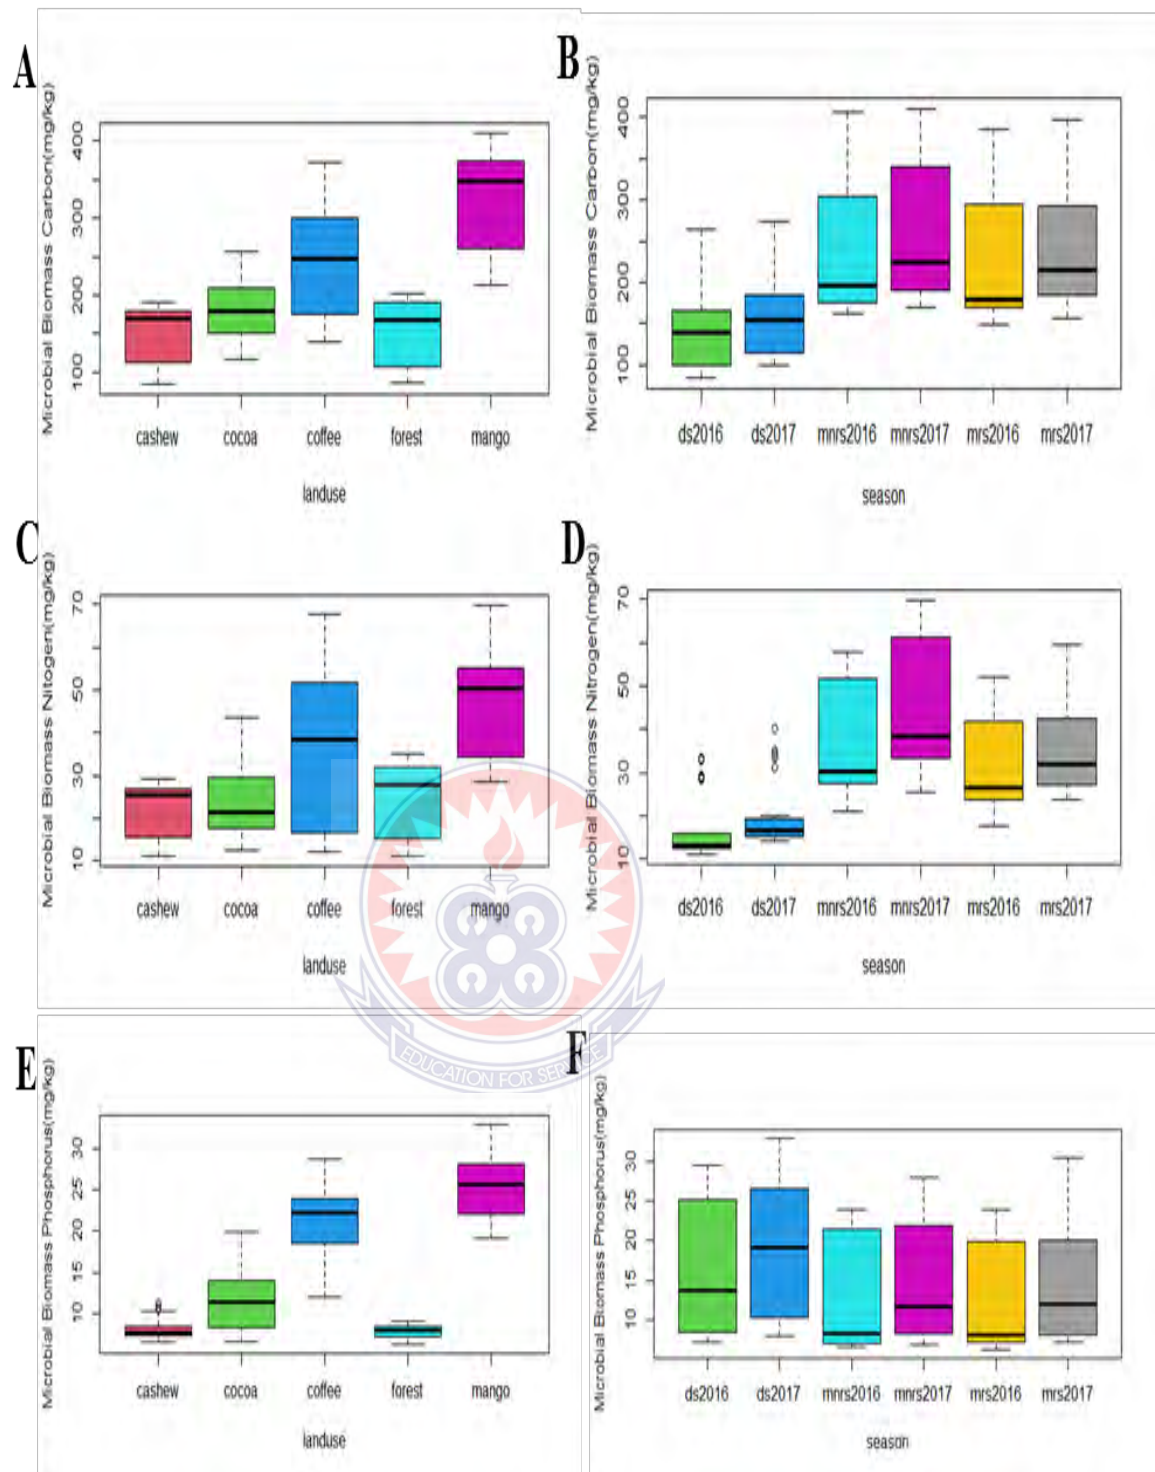 A
Microbial Biomass Carbon(mg/kg)
400
300
200
100
cashew cocoa coffee forest mango
landuse
B
Microbial Biomass Carbon(mg/kg)
400
300
200
100
ds2016 ds2017 mnrs2016 mnrs2017 mrs2016 mrs2017
season
C
Microbial Biomass Nitogen(mg/kg)
70
50
30
10
cashew cocoa coffee forest mango
landuse
D
Microbial Biomass Nitrogen(mg/kg)
70
50
30
10
ds2016 ds2017 mnrs2016 mnrs2017 mrs2016 mrs2017
season
EDUCATION FOR SERVICE
E
Microbial Biomass Phosphorus(mg/kg)
30
25
20
15
10
cashew cocoa coffee forest mango
landuse
F
Microbial Biomass Phosphorus(mg/kg)
30
25
20
15
10
ds2016 ds2017 mnrs2016 mnrs2017 mrs2016 mrs2017
season